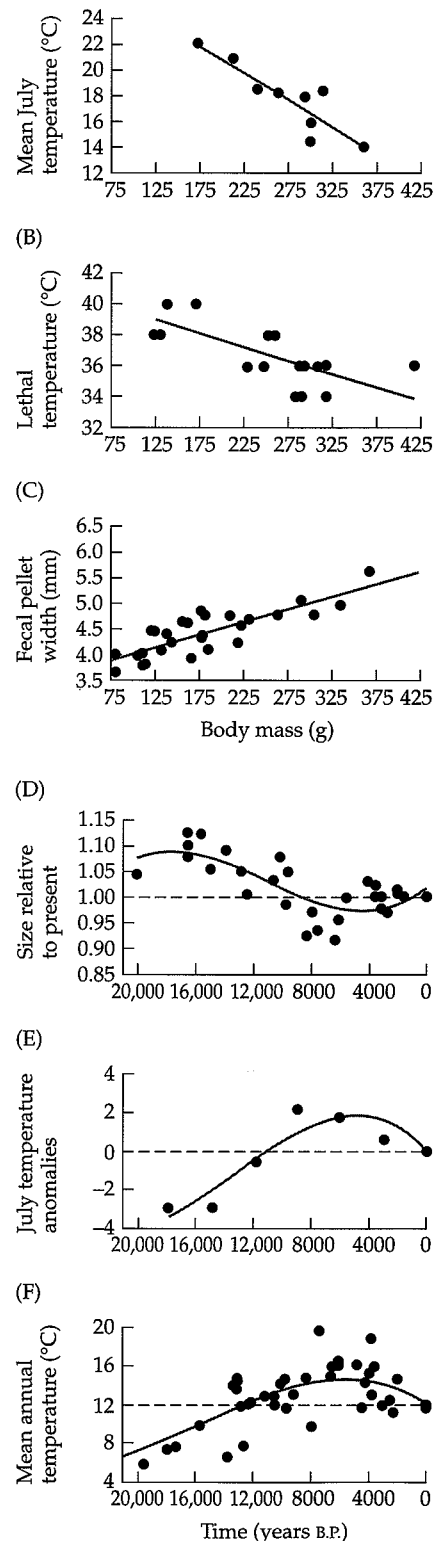 24
22
20
18
16
14
12
Mean July
temperature (°C)
75 125 175 225 275 325 375 425
(B)
42
40
38
36
34
32
Lethal
temperature (°C)
75 125 175 225 275 325 375 425
(C)
6.5
6.0
5.5
5.0
4.5
4.0
3.5
Fecal pellet
width (mm)
75 125 175 225 275 325 375 425
Body mass (g)
(D)
1.15
1.10
1.05
1.00
0.95
0.90
0.85
Size relative
to present
20,000 16,000 12,000 8000 4000 0
(E)
4
2
0
−2
−4
July temperature
anomalies
20,000 16,000 12,000 8000 4000 0
(F)
20
16
12
8
4
Mean annual
temperature (°C)
20,000 16,000 12,000 8000 4000 0
Time (years B.P.)